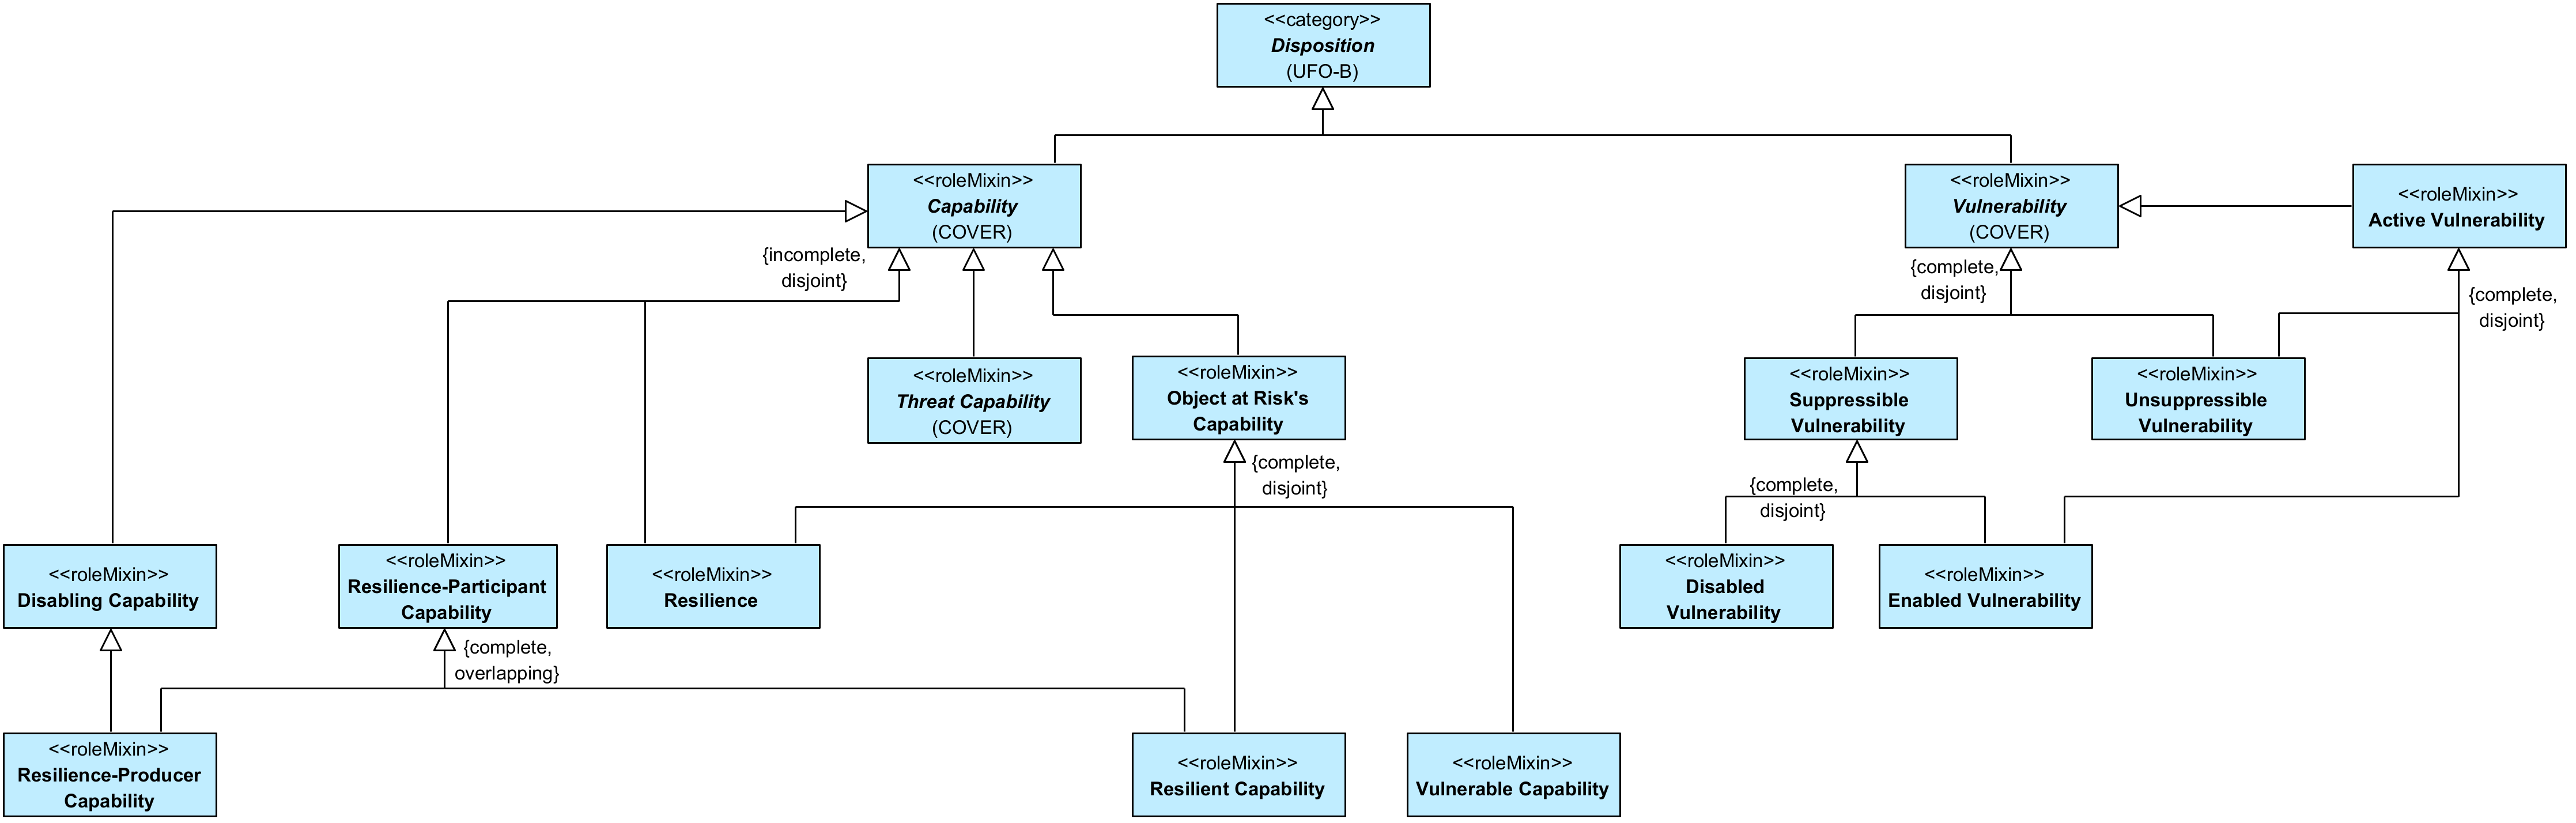 <<category>>
Disposition
(UFO-B)
<<roleMixin>>
Capability
(COVER)
<<roleMixin>>
Vulnerability
(COVER)
<<roleMixin>>
Active Vulnerability
{incomplete,
disjoint}
{complete,
disjoint}
{complete,
disjoint}
<<roleMixin>>
Threat Capability
(COVER)
<<roleMixin>>
Object at Risk's
Capability
<<roleMixin>>
Suppressible
Vulnerability
<<roleMixin>>
Unsuppressible
Vulnerability
{complete,
disjoint}
{complete,
disjoint}
<<roleMixin>>
Disabling Capability
<<roleMixin>>
Resilience-Participant
Capability
<<roleMixin>>
Resilience
<<roleMixin>>
Disabled
Vulnerability
<<roleMixin>>
Enabled Vulnerability
{complete,
overlapping}
<<roleMixin>>
Resilience-Producer
Capability
<<roleMixin>>
Resilient Capability
<<roleMixin>>
Vulnerable Capability